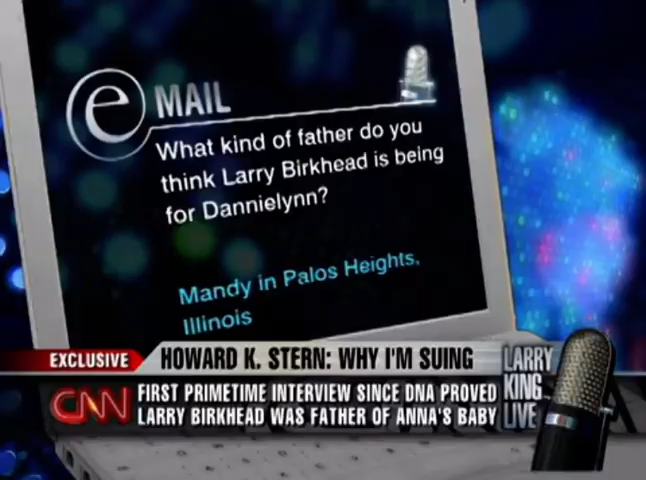 e MAIL
What kind of father do you
think Larry Birkhead is being
for Dannielynn?
Mandy in Palos Heights,
Illinois
EXCLUSIVE
HOWARD K. STERN: WHY I'M SUING
CNN
FIRST PRIMETIME INTERVIEW SINCE DNA PROVED
LARRY BIRKHEAD WAS FATHER OF ANNA'S BABY
LARRY
KING
LIVE